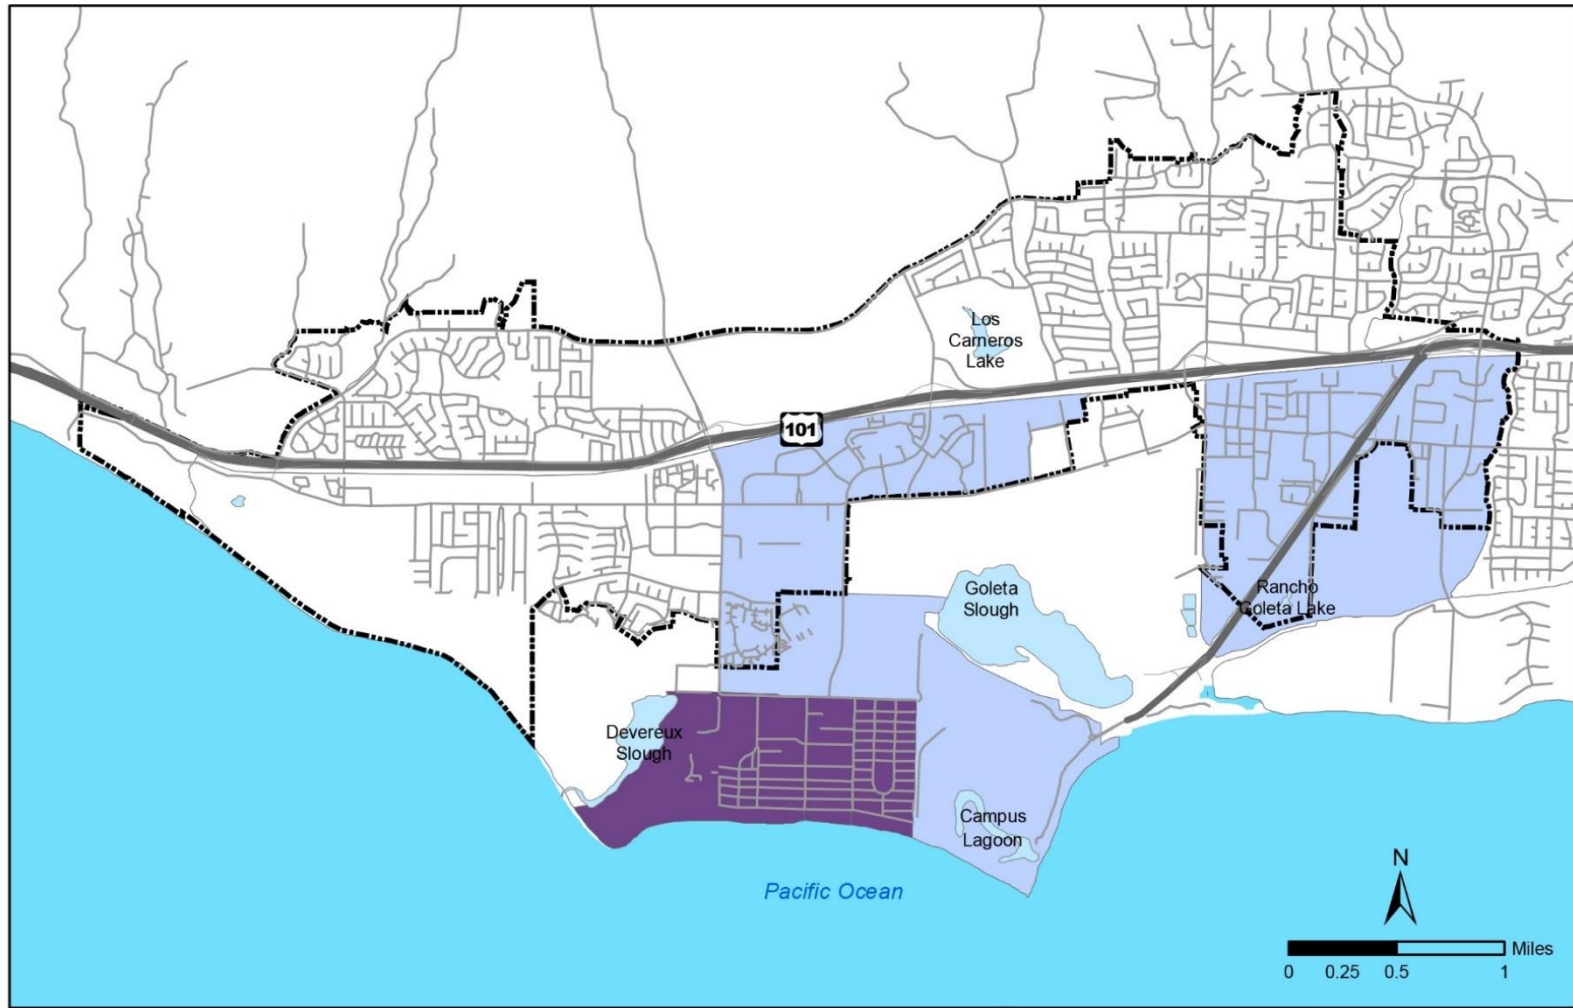 Los
Carneros
Lake
101
Goleta
Slough
Rancho
Goleta Lake
Devereux
Slough
Campus
Lagoon
Pacific Ocean
N
Miles
0 0.25 0.5 1